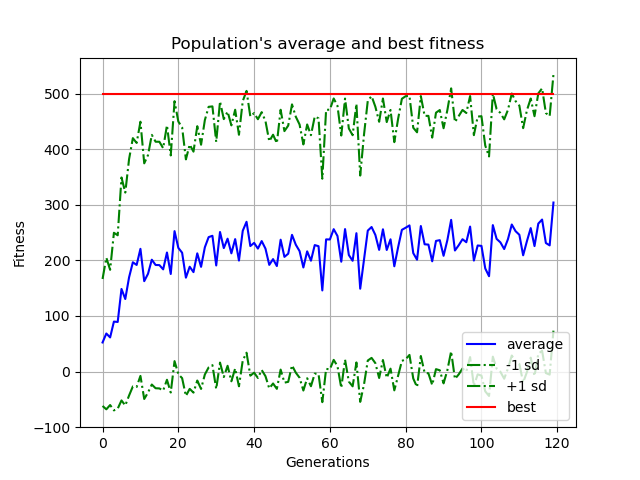 Population's average and best fitness
Fitness
500
400
300
200
100
0
−100
0 20 40 60 80 100 120
Generations
average
-1 sd
+1 sd
best